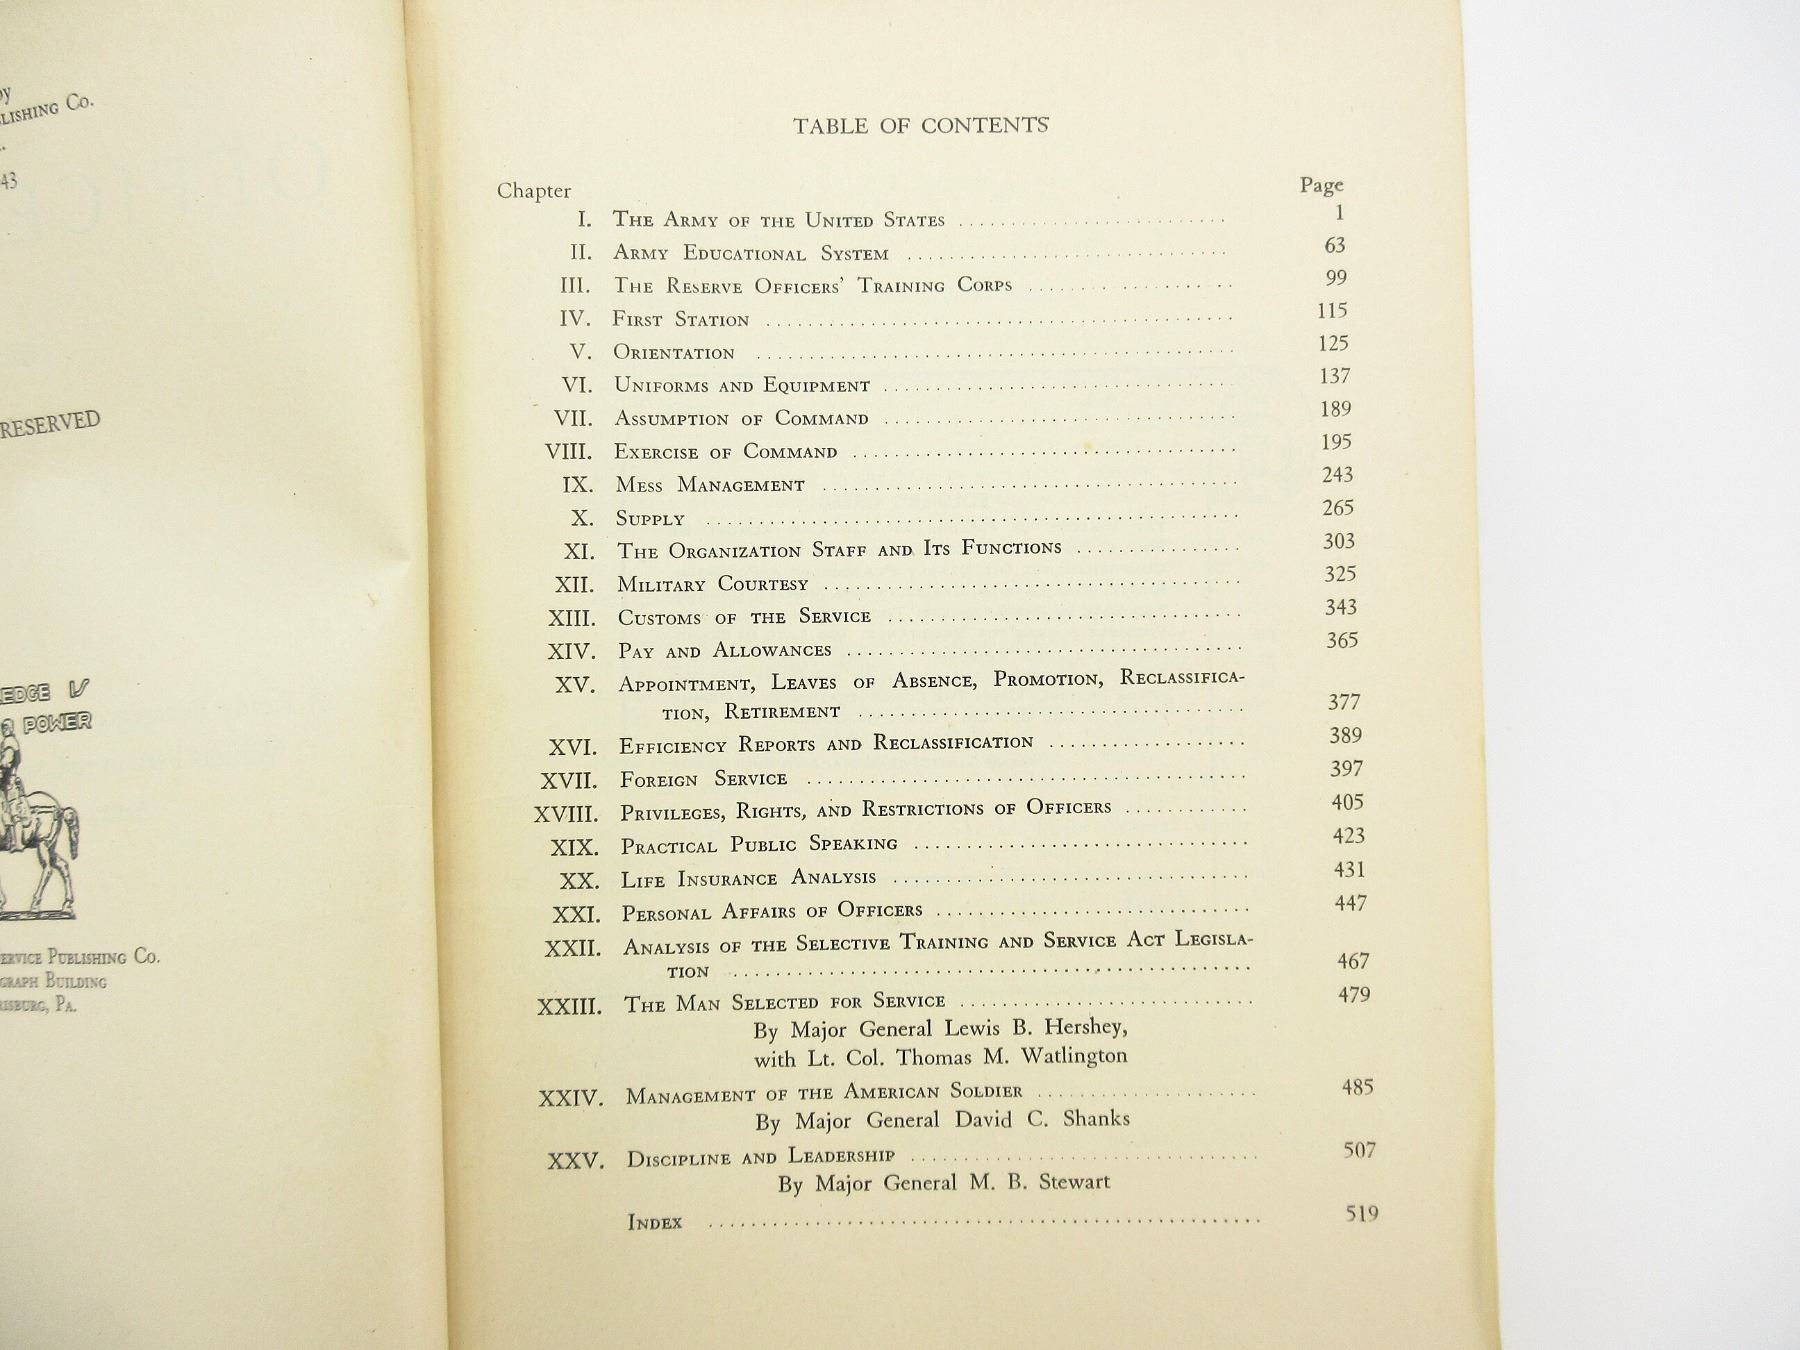 by
Co.
43
RESERVED
POWER
Publishing Co.
Building
Pa.
TABLE OF CONTENTS
Chapter Page
I. The Army of the United States 1
II. Army Educational System 63
III. The Reserve Officers' Training Corps 99
IV. First Station 115
V. Orientation 125
VI. Uniforms and Equipment 137
VII. Assumption of Command 189
VIII. Exercise of Command 195
IX. Mess Management 243
X. Supply 265
XI. The Organization Staff and Its Functions 303
XII. Military Courtesy 325
XIII. Customs of the Service 343
XIV. Pay and Allowances 365
XV. Appointment, Leaves of Absence, Promotion, Reclassifica-
tion, Retirement 377
XVI. Efficiency Reports and Reclassification 389
XVII. Foreign Service 397
XVIII. Privileges, Rights, and Restrictions of Officers 405
XIX. Practical Public Speaking 423
XX. Life Insurance Analysis 431
XXI. Personal Affairs of Officers 447
XXII. Analysis of the Selective Training and Service Act Legisla-
tion 467
XXIII. The Man Selected for Service 479
By Major General Lewis B. Hershey,
with Lt. Col. Thomas M. Watlington
XXIV. Management of the American Soldier 485
By Major General David C. Shanks
XXV. Discipline and Leadership 507
By Major General M. B. Stewart
Index 519